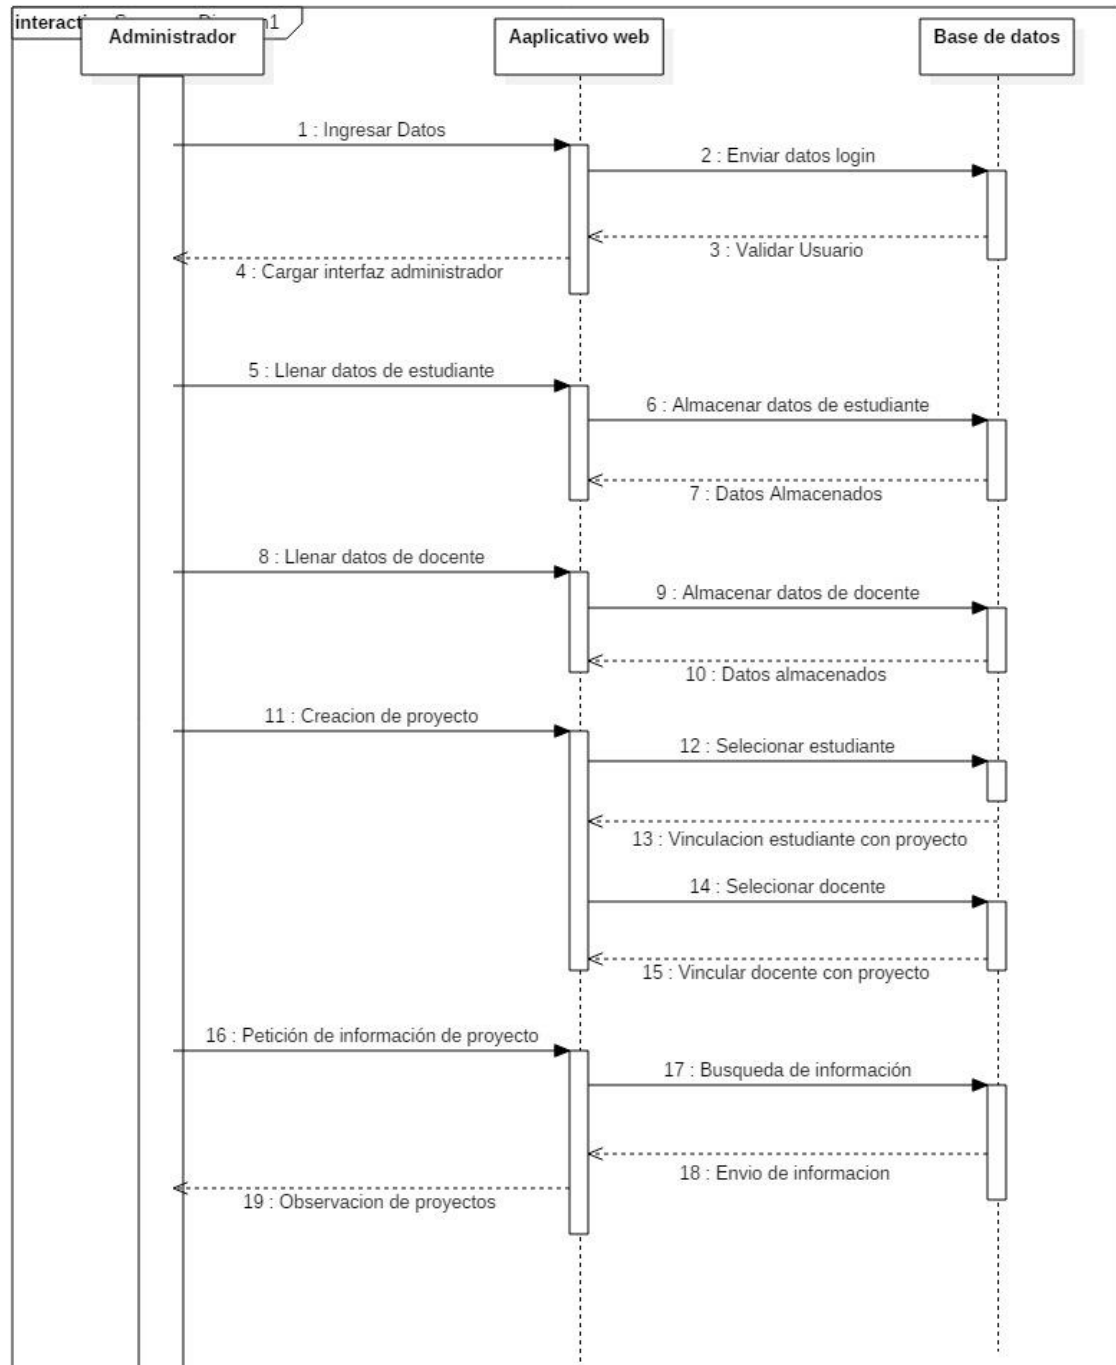 Administrador
Aaplicativo web
Base de datos
1 : Ingresar Datos
2 : Enviar datos login
3 : Validar Usuario
4 : Cargar interfaz administrador
5 : Llenar datos de estudiante
6 : Almacenar datos de estudiante
7 : Datos Almacenados
8 : Llenar datos de docente
9 : Almacenar datos de docente
10 : Datos almacenados
11 : Creacion de proyecto
12 : Selecionar estudiante
13 : Vinculacion estudiante con proyecto
14 : Selecionar docente
15 : Vincular docente con proyecto
16 : Petición de información de proyecto
17 : Busqueda de información
18 : Envio de informacion
19 : Observacion de proyectos